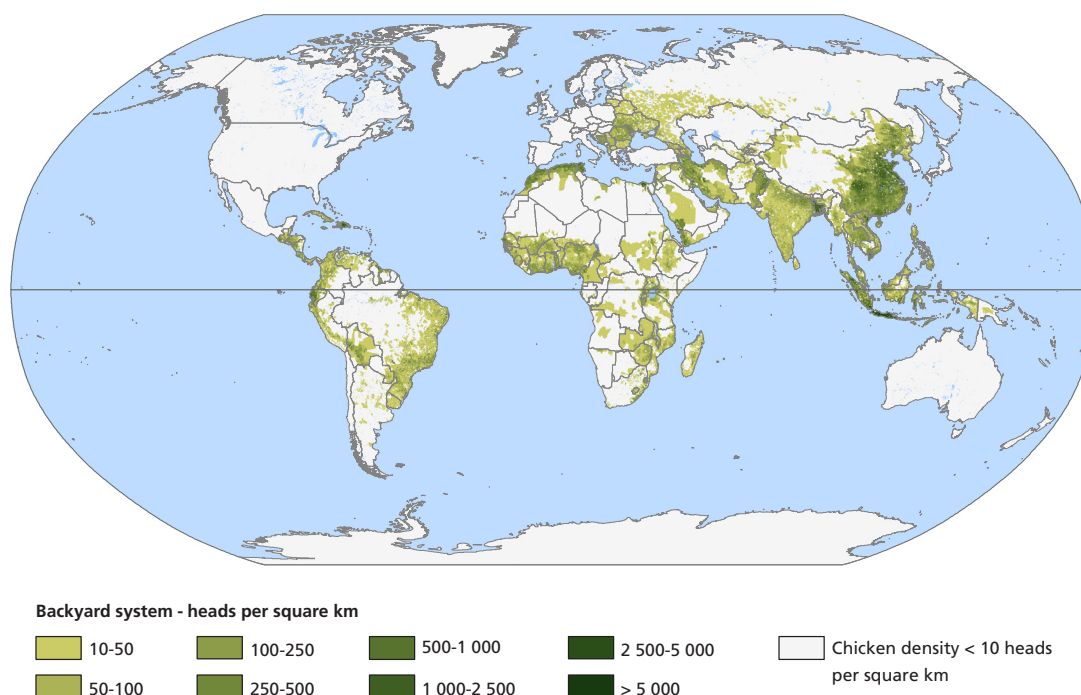 Backyard system - heads per square km
10-50
100-250
500-1 000
2 500-5 000
Chicken density < 10 heads
per square km
50-100
250-500
1 000-2 500
> 5 000